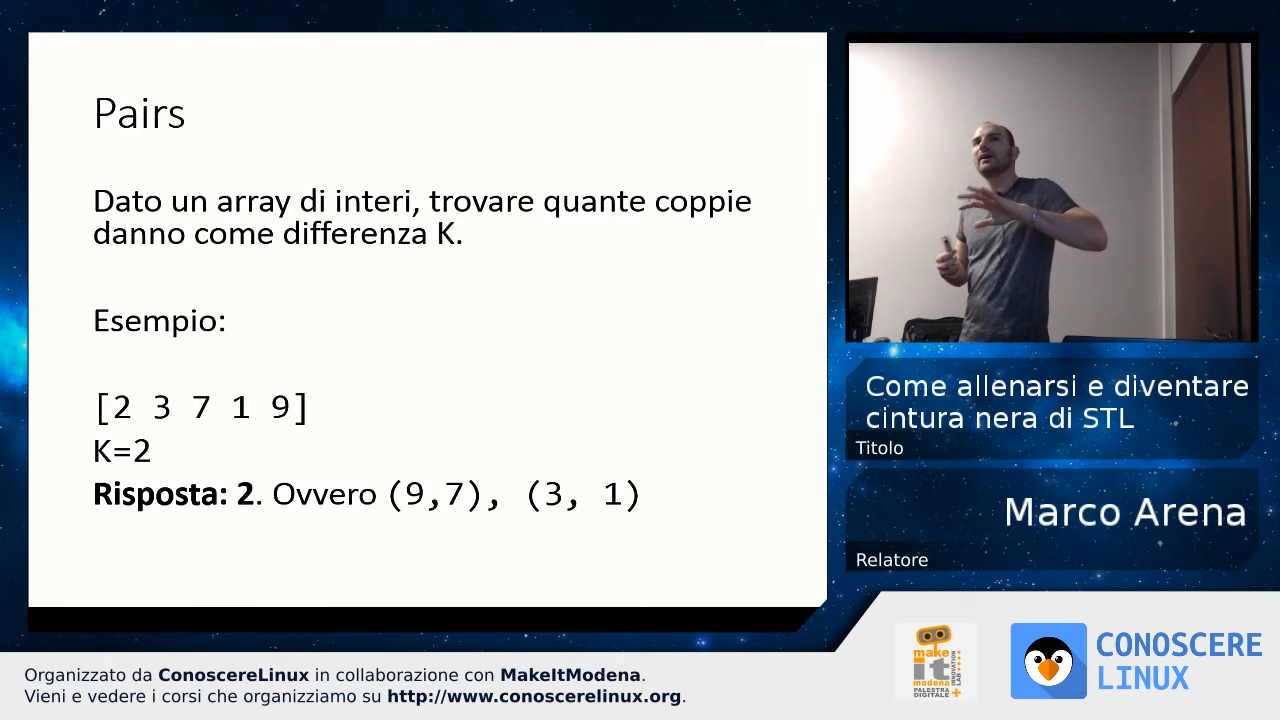 Pairs
Dato un array di interi, trovare quante coppie
danno come differenza K.
Esempio:
[2 3 7 1 9]
K=2
Risposta: 2. Ovvero (9,7), (3, 1)
Come allenarsi e diventare
cintura nera di STL
Titolo
Marco Arena
Relatore
make
it
modena
PALESTRA
DIGITALE
INNOVATION
LAB
CONOSCERE
LINUX
Organizzato da ConoscereLinux in collaborazione con MakeItModena.
Vieni e vedere i corsi che organizziamo su http://www.conoscerelinux.org.